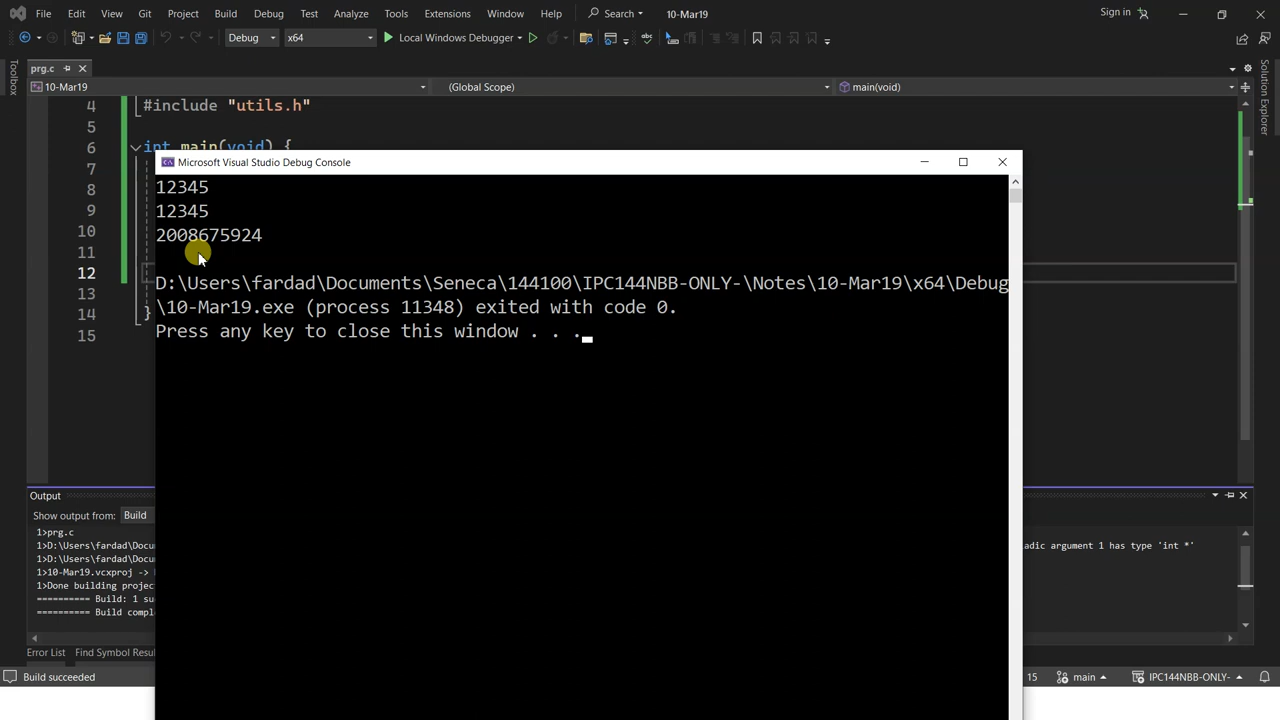 File Edit View Git Project Build Debug Test Analyze Tools Extensions Window Help Search 10-Mar19 Sign in
Debug x64 Local Windows Debugger
Toolbox
prg.c
Solution Explorer
10-Mar19 (Global Scope) main(void)
4 #include "utils.h"
5
6 int main(void) {
7
8
9
10
11
12
13
14 }
15
Microsoft Visual Studio Debug Console
12345
12345
2008675924
D:\Users\fardad\Documents\Seneca\144100\IPC144NBB-ONLY-\Notes\10-Mar19\x64\Debug
\10-Mar19.exe (process 11348) exited with code 0.
Press any key to close this window . . .
Output
Show output from: Build
1>prg.c
1>D:\Users\fardad\Docu adic argument 1 has type 'int *'
1>D:\Users\fardad\Docu
1>10-Mar19.vcxproj ->
1>Done building projec
========== Build: 1 su
========== Build compl
Error List Find Symbol Resul
Build succeeded 15 main IPC144NBB-ONLY-